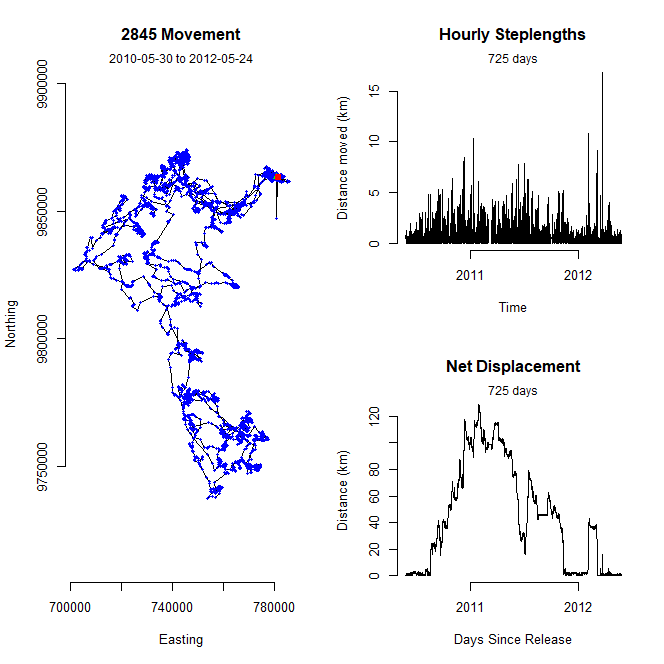 2845 Movement
2010-05-30 to 2012-05-24
Northing
9900000
9850000
9800000
9750000
700000 740000 780000
Easting
Hourly Steplengths
725 days
Distance moved (km)
15
10
5
0
2011 2012
Time
Net Displacement
725 days
Distance (km)
120
80
60
40
20
0
2011 2012
Days Since Release